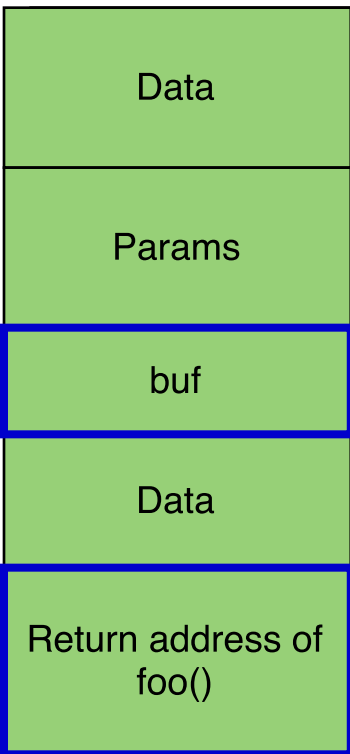 Data
Params
buf
Data
Return address of
foo()